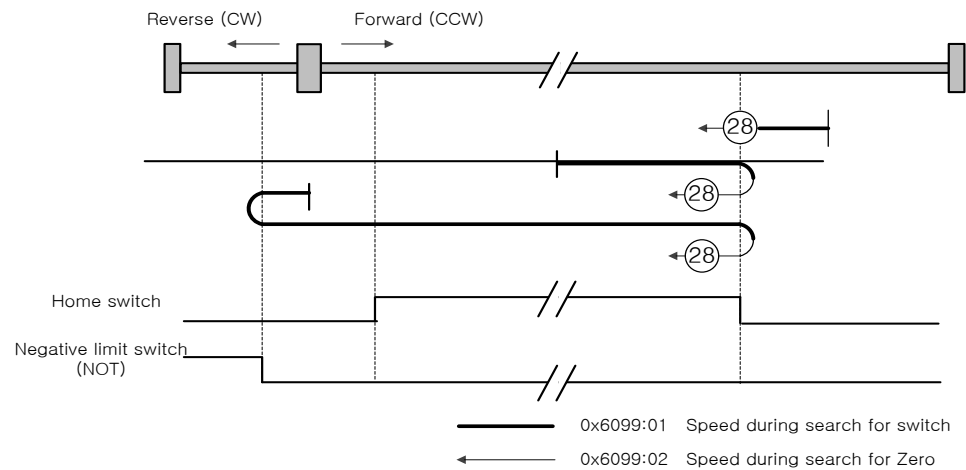 Reverse (CW)
Forward (CCW)
28
28
28
Home switch
Negative limit switch
(NOT)
0x6099:01 Speed during search for switch
0x6099:02 Speed during search for Zero